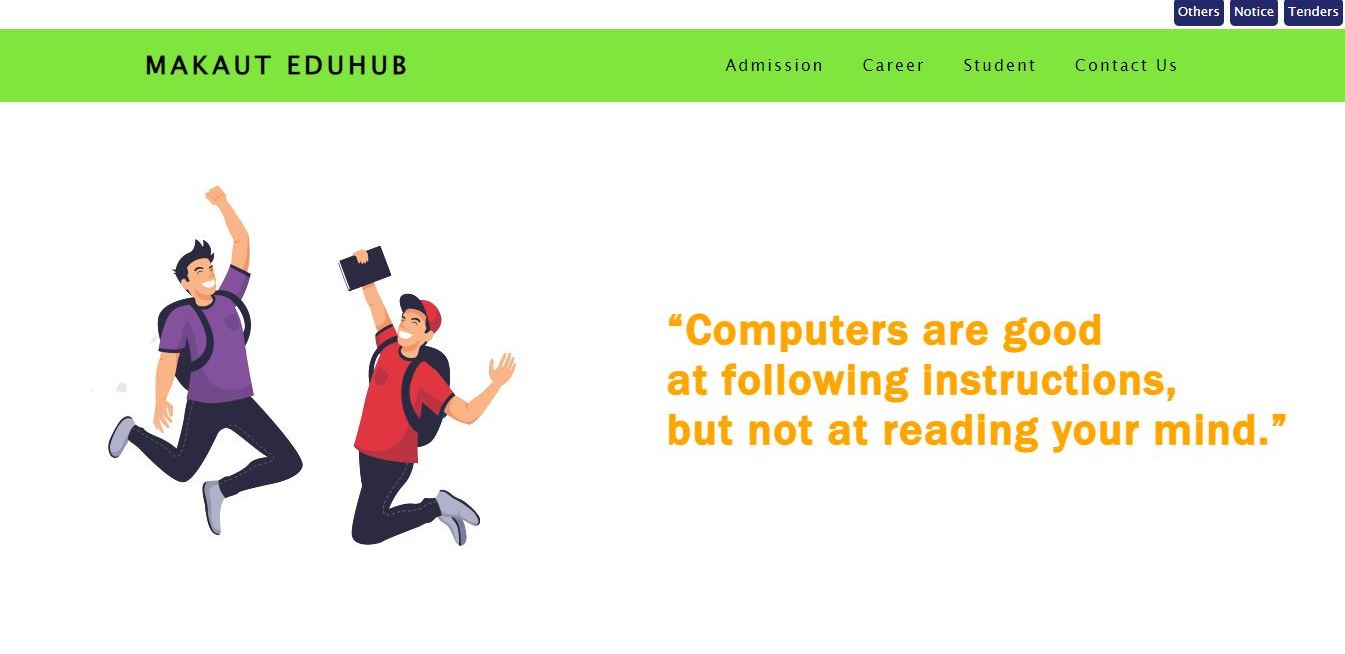 Others Notice Tenders
MAKAUT EDUHUB
Admission Career Student Contact Us
“Computers are good
at following instructions,
but not at reading your mind.”